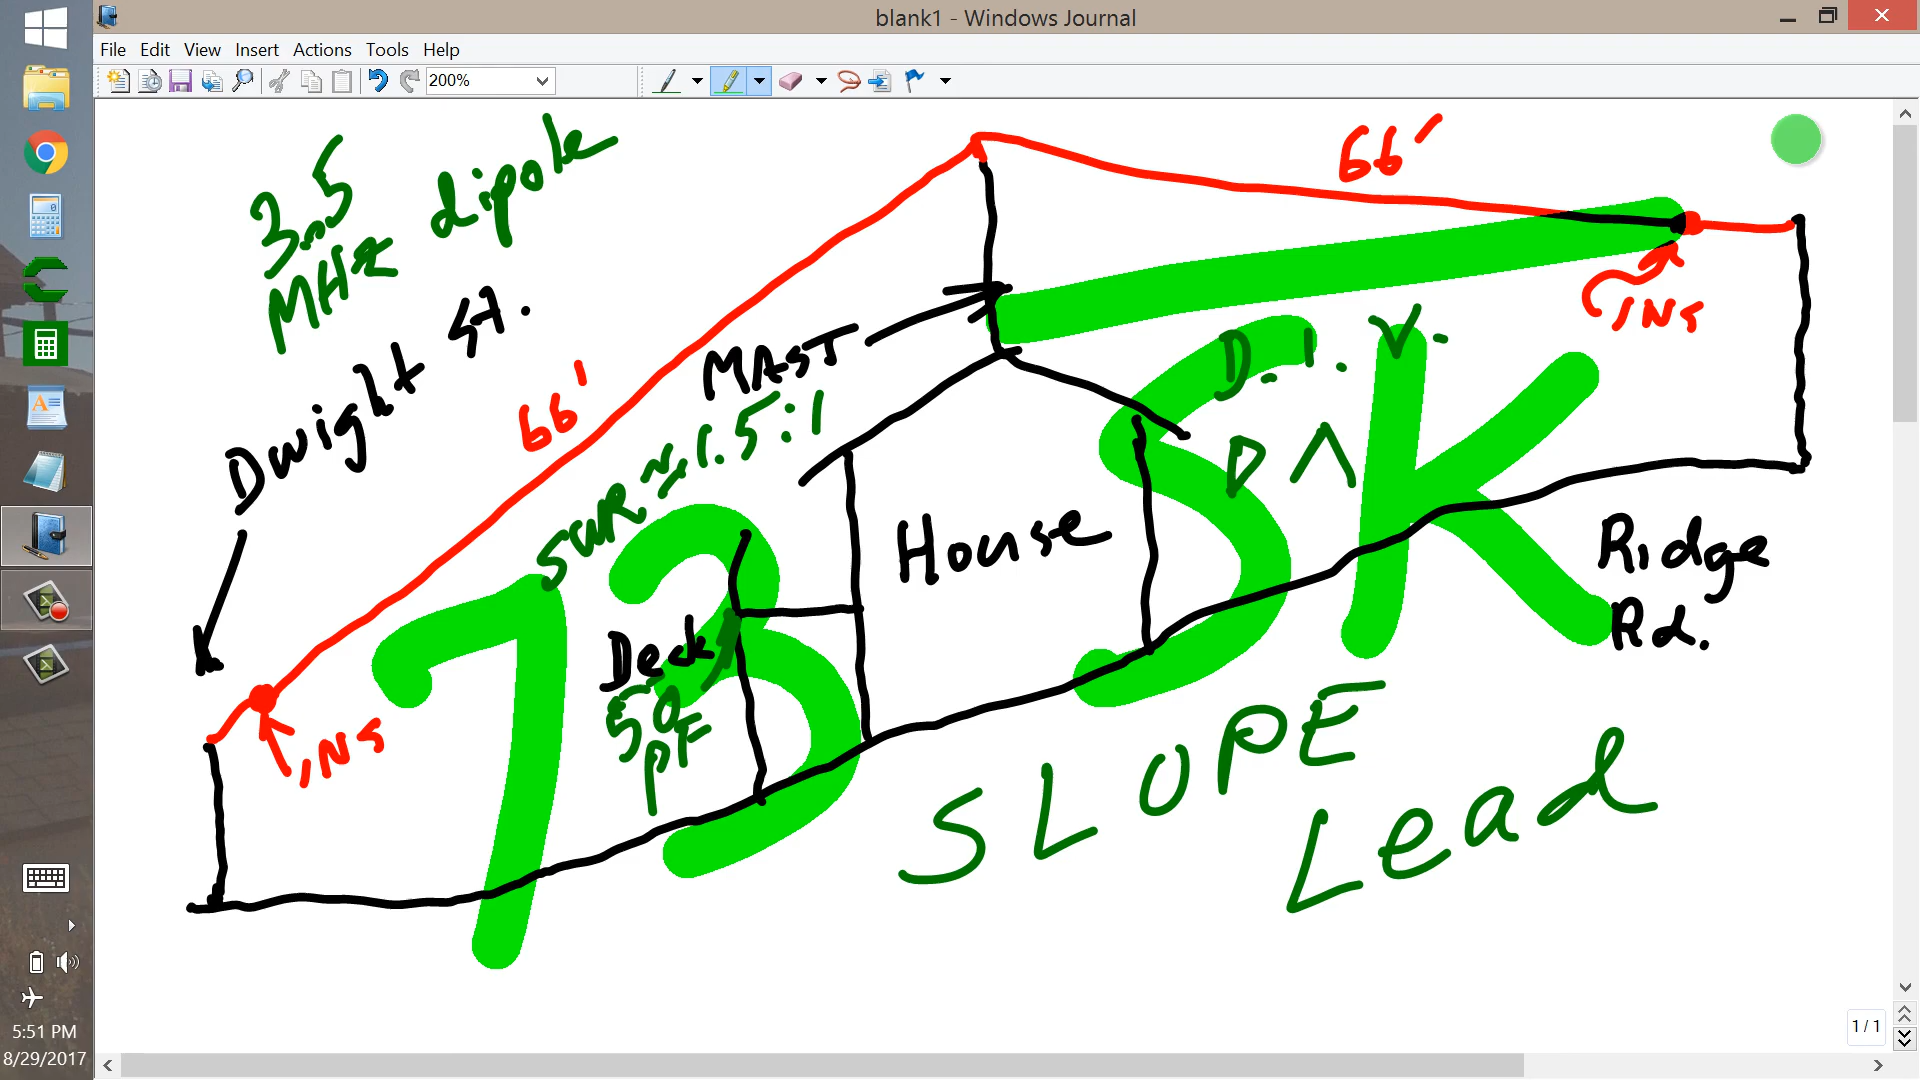 blank1 - Windows Journal
File Edit View Insert Actions Tools Help
200%
3.5
MHz dipole
66'
66'
Dwight St.
MAST
SWR ≈ 1.5:1
INS
D.I.V.
House
Ridge
Rd.
Deck
50
pF
INS
73
SK
SLOPE
Lead
1 / 1
5:51 PM
8/29/2017